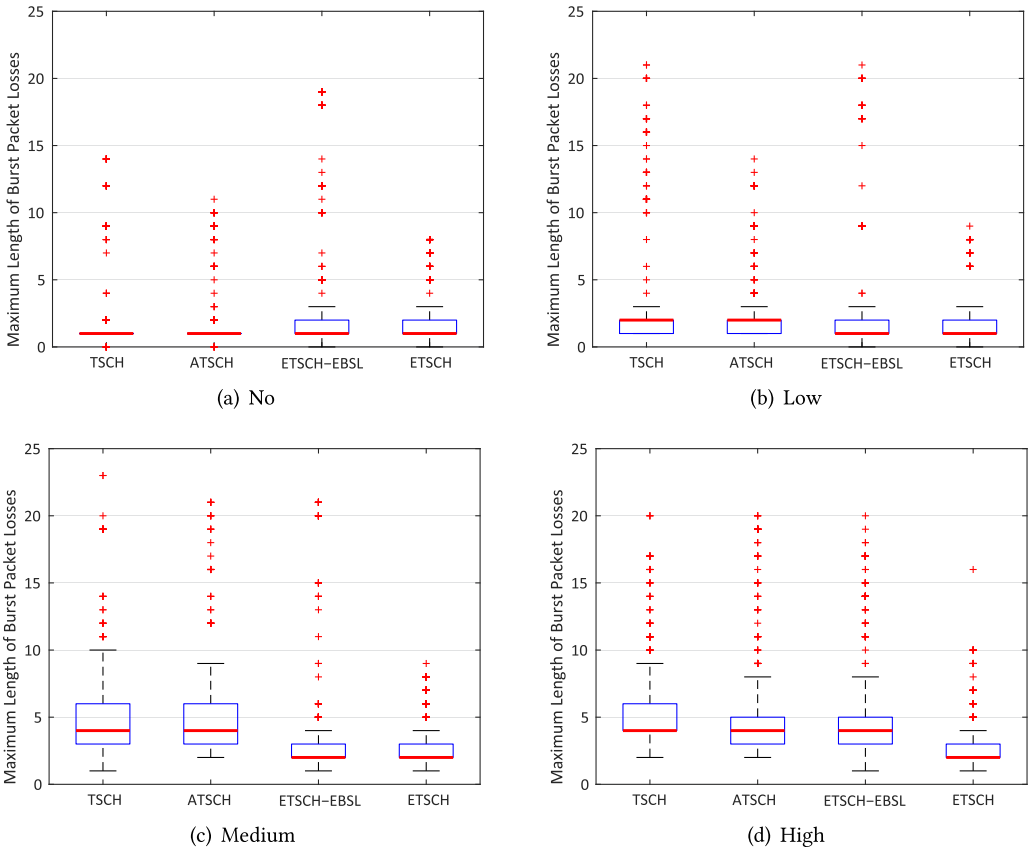 25
20
15
10
5
0
Maximum Length of Burst Packet Losses
TSCH ATSCH ETSCH−EBSL ETSCH
(a) No
25
20
15
10
5
0
Maximum Length of Burst Packet Losses
TSCH ATSCH ETSCH−EBSL ETSCH
(b) Low
25
20
15
10
5
0
Maximum Length of Burst Packet Losses
TSCH ATSCH ETSCH−EBSL ETSCH
(c) Medium
25
20
15
10
5
0
Maximum Length of Burst Packet Losses
TSCH ATSCH ETSCH−EBSL ETSCH
(d) High